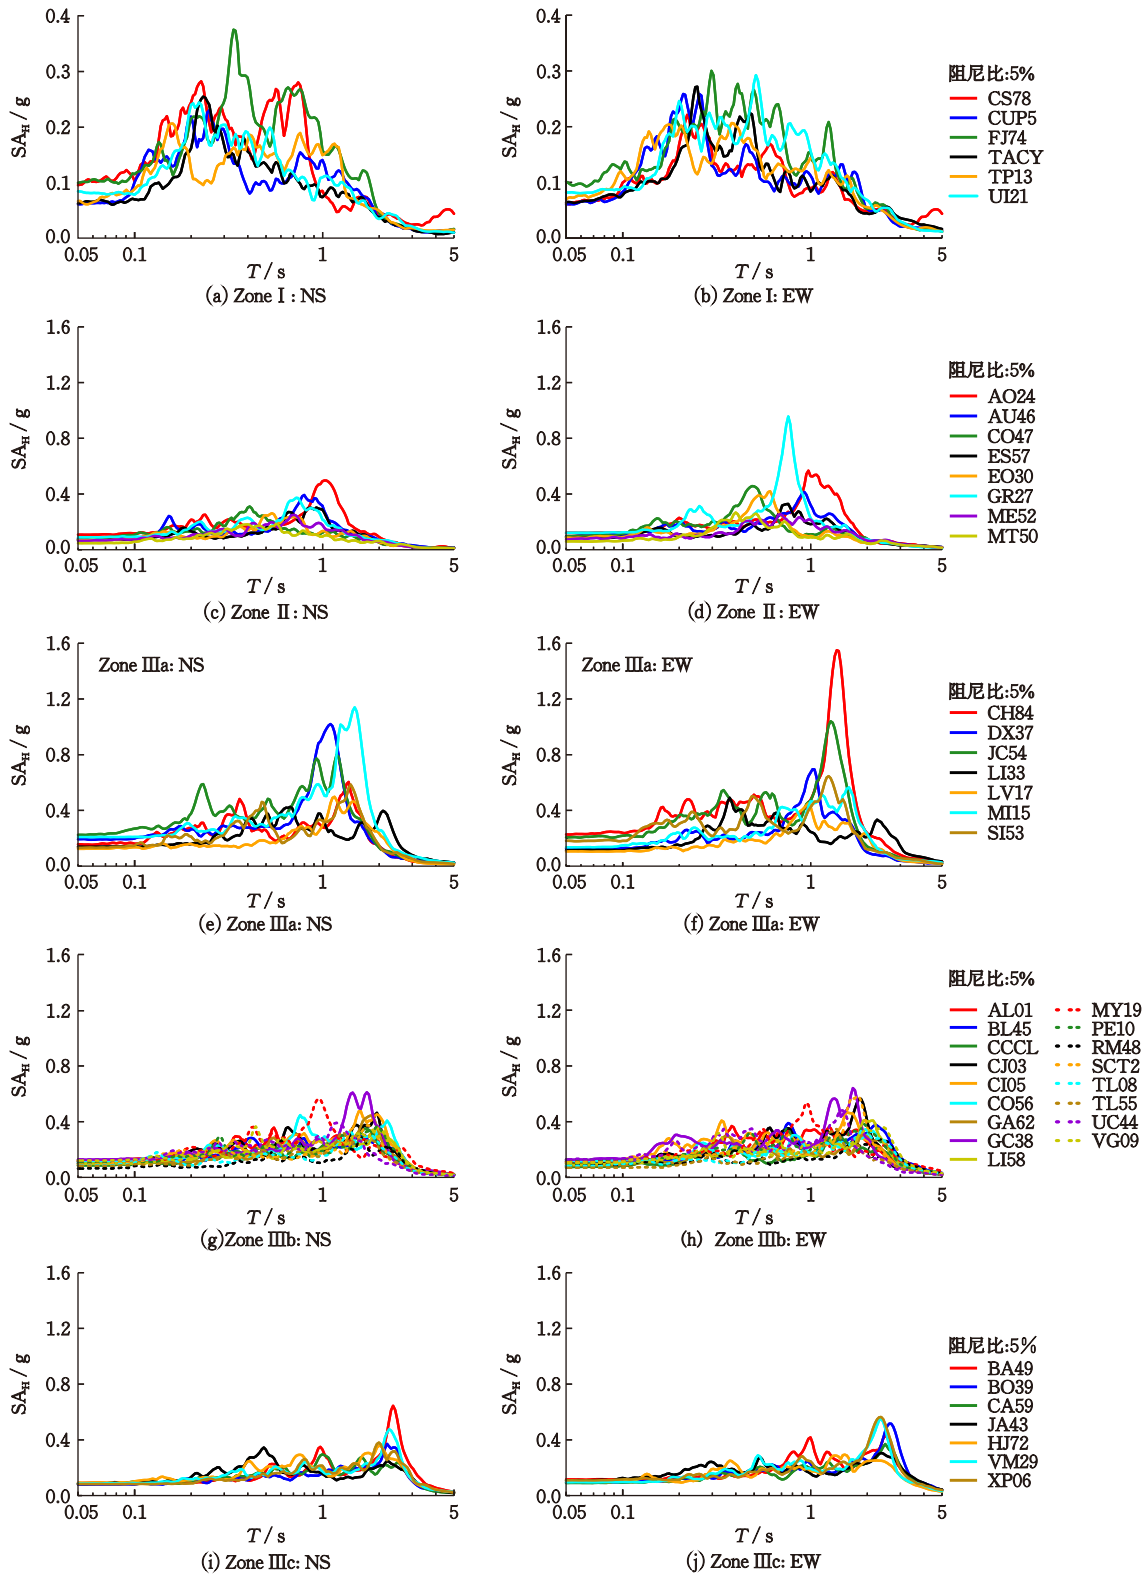 0.4
0.3
0.2
0.1
0.0
SAH / g
0.05 0.1 1 5
T / s
(a) Zone Ⅰ: NS
0.4
0.3
0.2
0.1
0.0
SAH / g
0.05 0.1 1 5
T / s
(b) Zone Ⅰ: EW
阻尼比:5%
CS78
CUP5
FJ74
TACY
TP13
UI21
1.6
1.2
0.8
0.4
0.0
SAH / g
0.05 0.1 1 5
T / s
(c) Zone Ⅱ: NS
1.6
1.2
0.8
0.4
0.0
SAH / g
0.05 0.1 1 5
T / s
(d) Zone Ⅱ: EW
阻尼比:5%
AO24
AU46
CO47
ES57
EO30
GR27
ME52
MT50
Zone Ⅲa: NS
1.6
1.2
0.8
0.4
0.0
SAH / g
0.05 0.1 1 5
T / s
(e) Zone Ⅲa: NS
Zone Ⅲa: EW
1.6
1.2
0.8
0.4
0.0
SAH / g
0.05 0.1 1 5
T / s
(f) Zone Ⅲa: EW
阻尼比:5%
CH84
DX37
JC54
LI33
LV17
MI15
SI53
1.6
1.2
0.8
0.4
0.0
SAH / g
0.05 0.1 1 5
T / s
(g)Zone Ⅲb: NS
1.6
1.2
0.8
0.4
0.0
SAH / g
0.05 0.1 1 5
T / s
(h) Zone Ⅲb: EW
阻尼比:5%
AL01 MY19
BL45 PE10
CCCL RM48
CJ03 SCT2
CI05 TL08
CO56 TL55
GA62 UC44
GC38 VG09
LI58
1.6
1.2
0.8
0.4
0.0
SAH / g
0.05 0.1 1 5
T / s
(i) Zone Ⅲc: NS
1.6
1.2
0.8
0.4
0.0
SAH / g
0.05 0.1 1 5
T / s
(j) Zone Ⅲc: EW
阻尼比:5%
BA49
BO39
CA59
JA43
HJ72
VM29
XP06